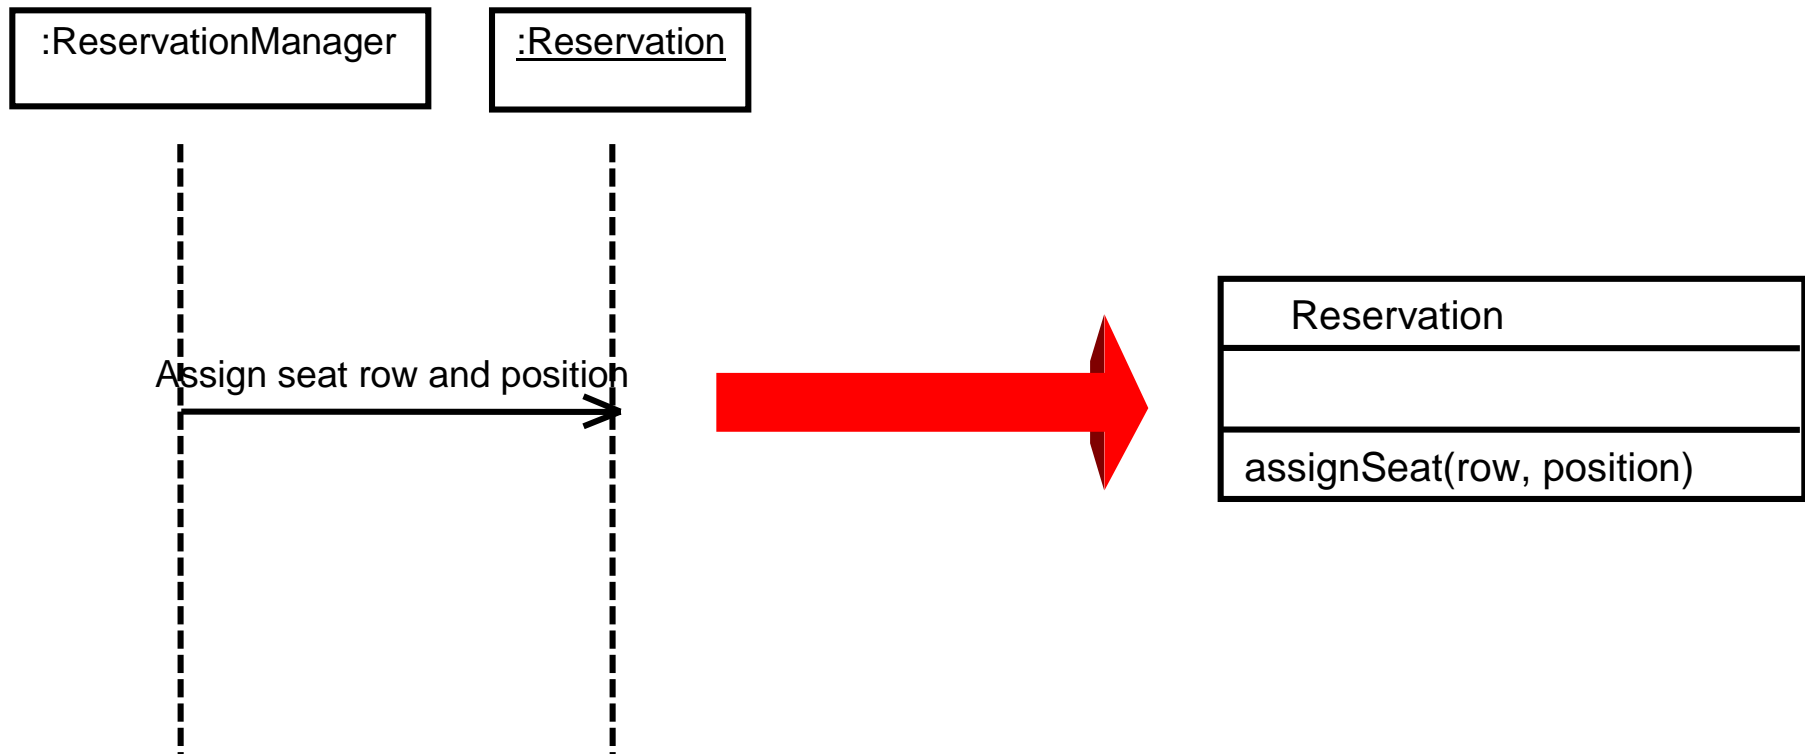 :ReservationManager
:Reservation
Assign seat row and position
Reservation
assignSeat(row, position)